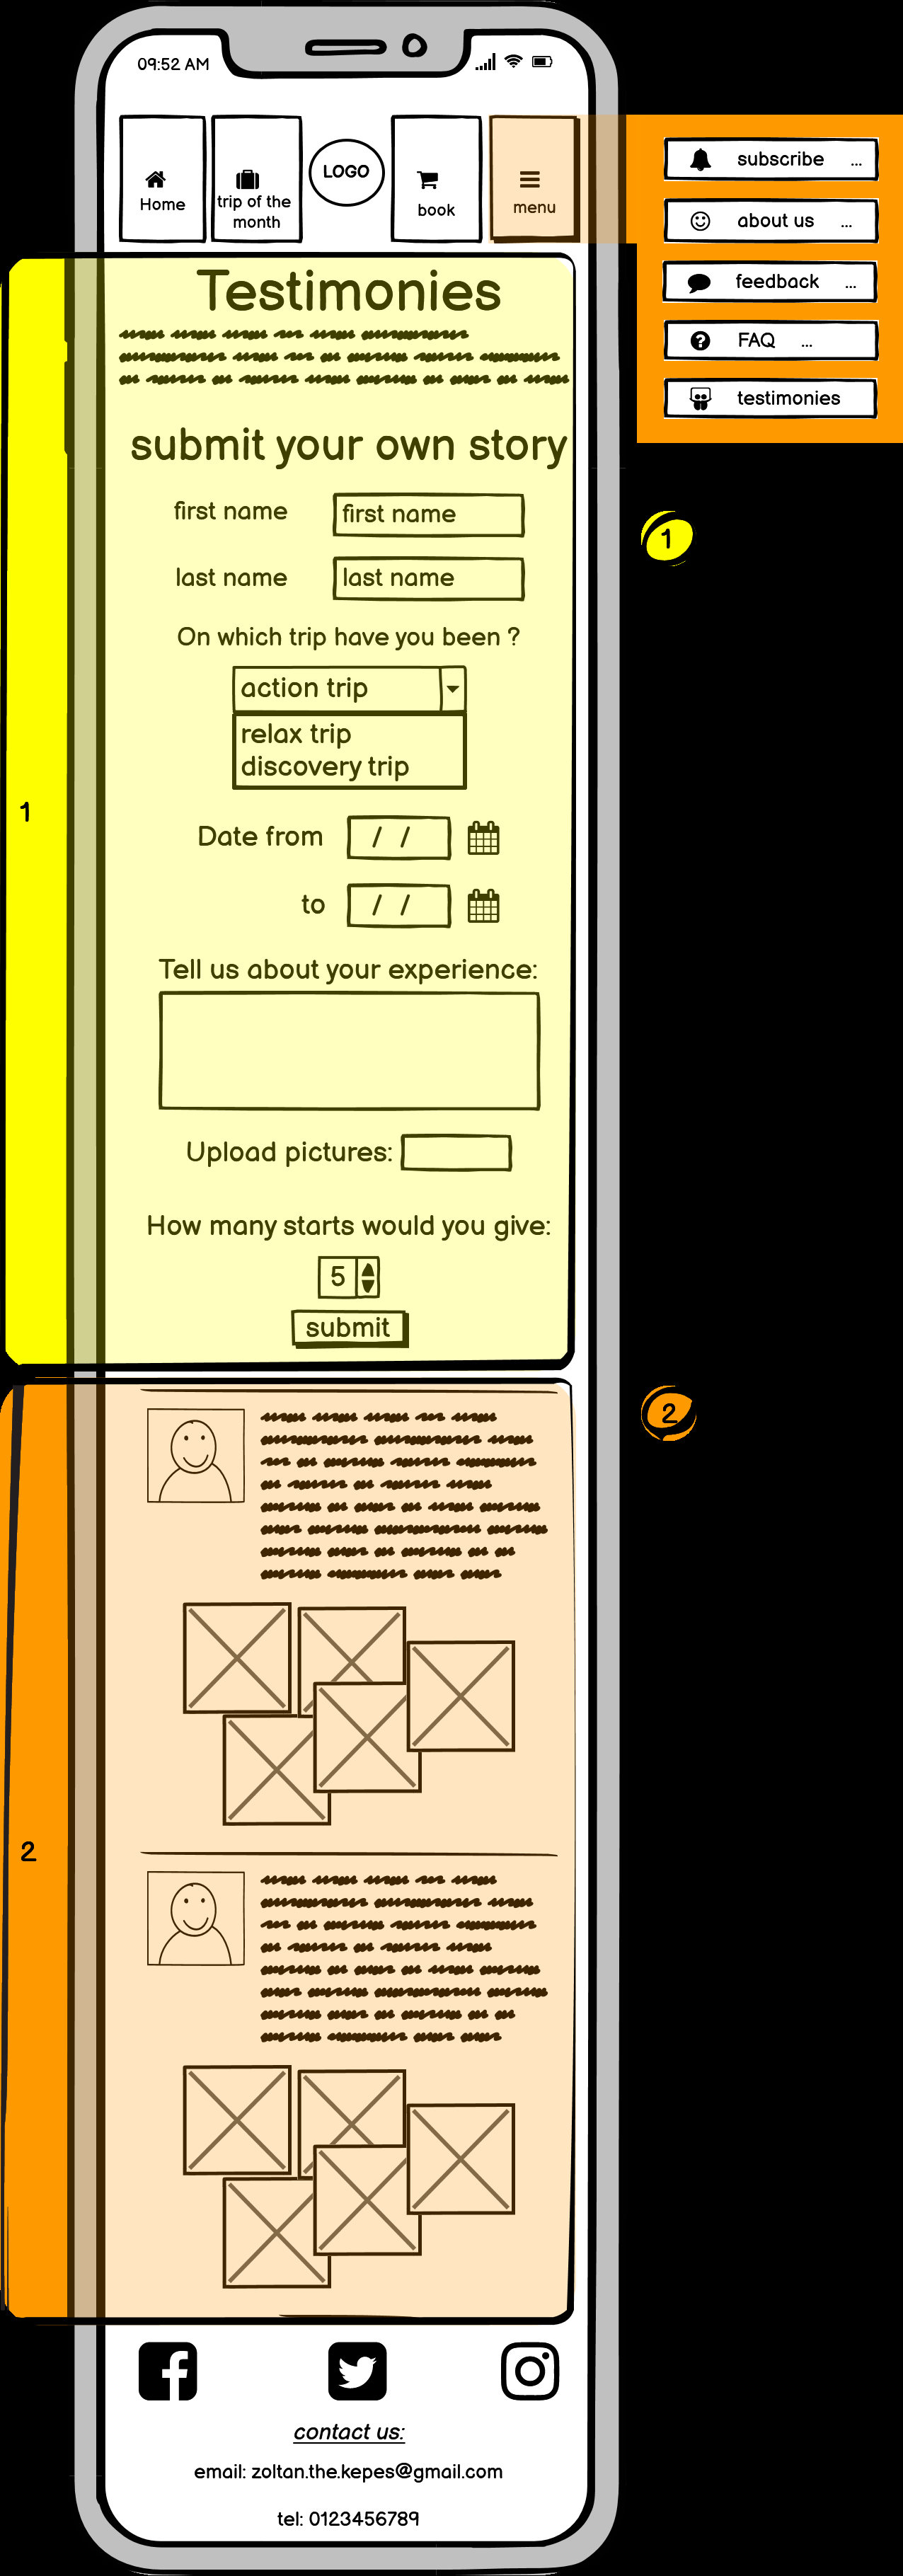 09:52 AM
Home
trip of the
month
LOGO
book
menu
subscribe ...
about us ...
feedback ...
FAQ ...
testimonies
Testimonies
submit your own story
first name first name
last name last name
On which trip have you been ?
action trip
relax trip
discovery trip
Date from / /
to / /
Tell us about your experience:
Upload pictures:
How many starts would you give:
5
submit
1
1
2
2
contact us:
email: zoltan.the.kepes@gmail.com
tel: 0123456789